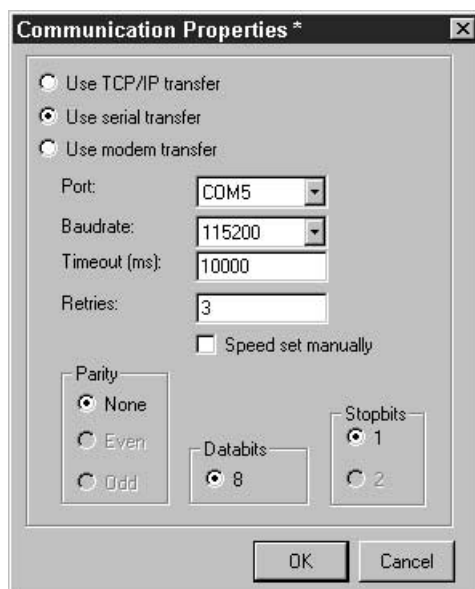 Communication Properties *
Use TCP/IP transfer
Use serial transfer
Use modem transfer
Port: COM5
Baudrate: 115200
Timeout (ms): 10000
Retries: 3
Speed set manually
Parity
None
Even
Odd
Databits
8
Stopbits
1
2
OK Cancel